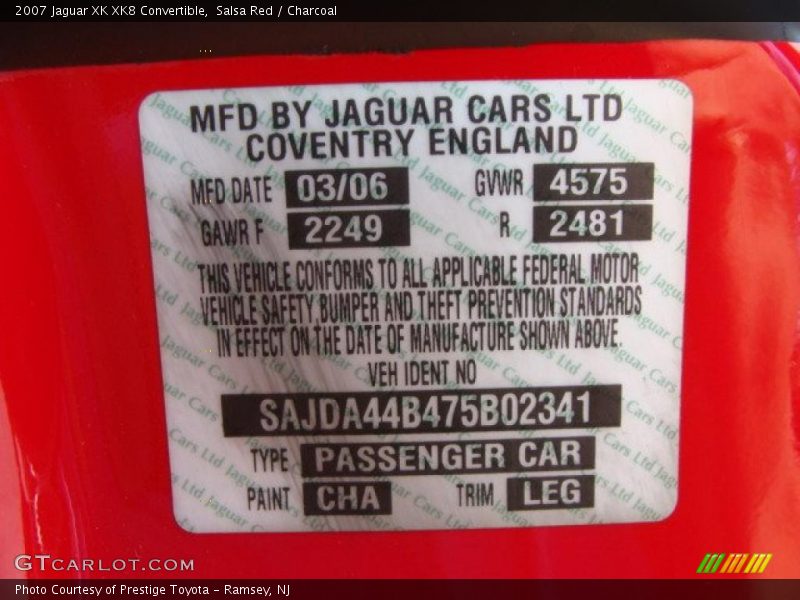 2007 Jaguar XK XK8 Convertible,  Salsa Red / Charcoal
MFD BY JAGUAR CARS LTD
COVENTRY ENGLAND
MFD DATE 03/06 GVWR 4575
GAWR F 2249 R 2481
THIS VEHICLE CONFORMS TO ALL APPLICABLE FEDERAL MOTOR
VEHICLE SAFETY, BUMPER AND THEFT PREVENTION STANDARDS
IN EFFECT ON THE DATE OF MANUFACTURE SHOWN ABOVE.
VEH IDENT NO
SAJDA44B475B02341
TYPE PASSENGER CAR
PAINT CHA TRIM LEG
GTCARLOT.COM
Photo Courtesy of Prestige Toyota - Ramsey, NJ